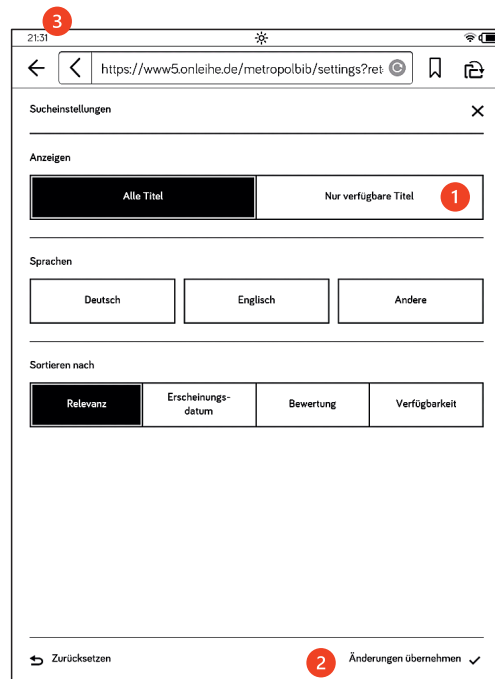 3
21:31
https://www5.onleihe.de/metropolbib/settings?ret
Sucheinstellungen
Anzeigen
Alle Titel
Nur verfügbare Titel
1
Sprachen
Deutsch
Englisch
Andere
Sortieren nach
Relevanz
Erscheinungs-
datum
Bewertung
Verfügbarkeit
Zurücksetzen
2
Änderungen übernehmen